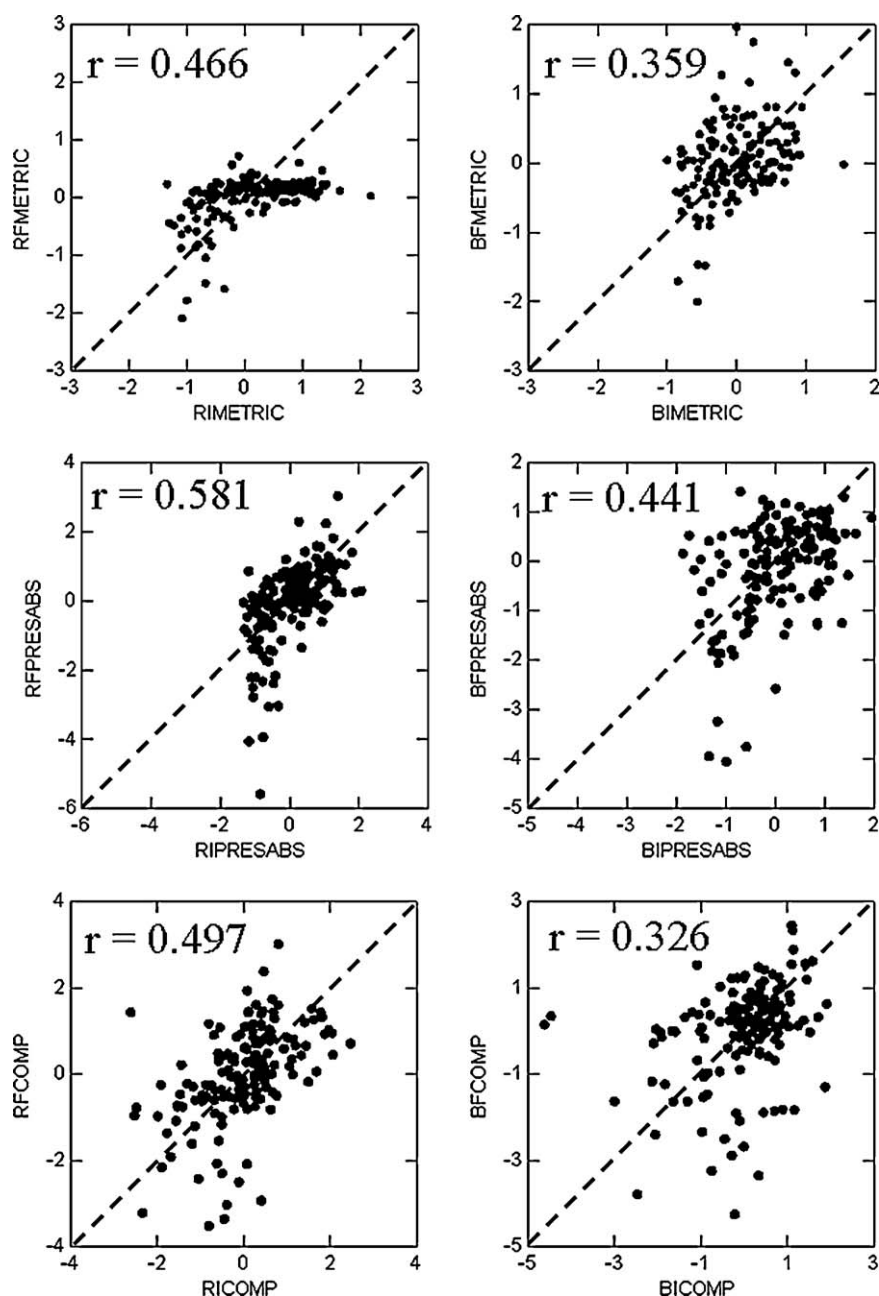 3
2
1
0
-1
-2
-3
r = 0.466
RFMETRIC
-3 -2 -1 0 1 2 3
RIMETRIC
2
1
0
-1
-2
-3
r = 0.359
BFMETRIC
-3 -2 -1 0 1 2
BIMETRIC
4
2
0
-2
-4
-6
r = 0.581
RFPRESABS
-6 -4 -2 0 2 4
RIPRESABS
2
1
0
-1
-2
-3
-4
-5
r = 0.441
BFPRESABS
-5 -4 -3 -2 -1 0 1 2
BIPRESABS
4
2
0
-2
-4
r = 0.497
RFCOMP
-4 -2 0 2 4
RICOMP
3
1
-1
-3
-5
r = 0.326
BFCOMP
-5 -3 -1 1 3
BICOMP